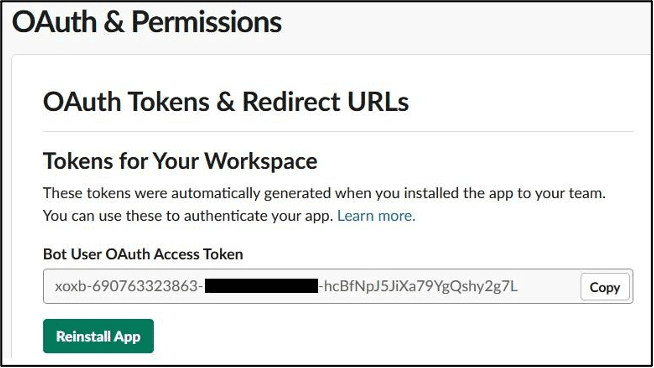 OAuth & Permissions
OAuth Tokens & Redirect URLs
Tokens for Your Workspace
These tokens were automatically generated when you installed the app to your team.
You can use these to authenticate your app. Learn more.
Bot User OAuth Access Token
xoxb-690763323863- -hcBfNpJ5JiXa79YgQshy2g7L
Copy
Reinstall App